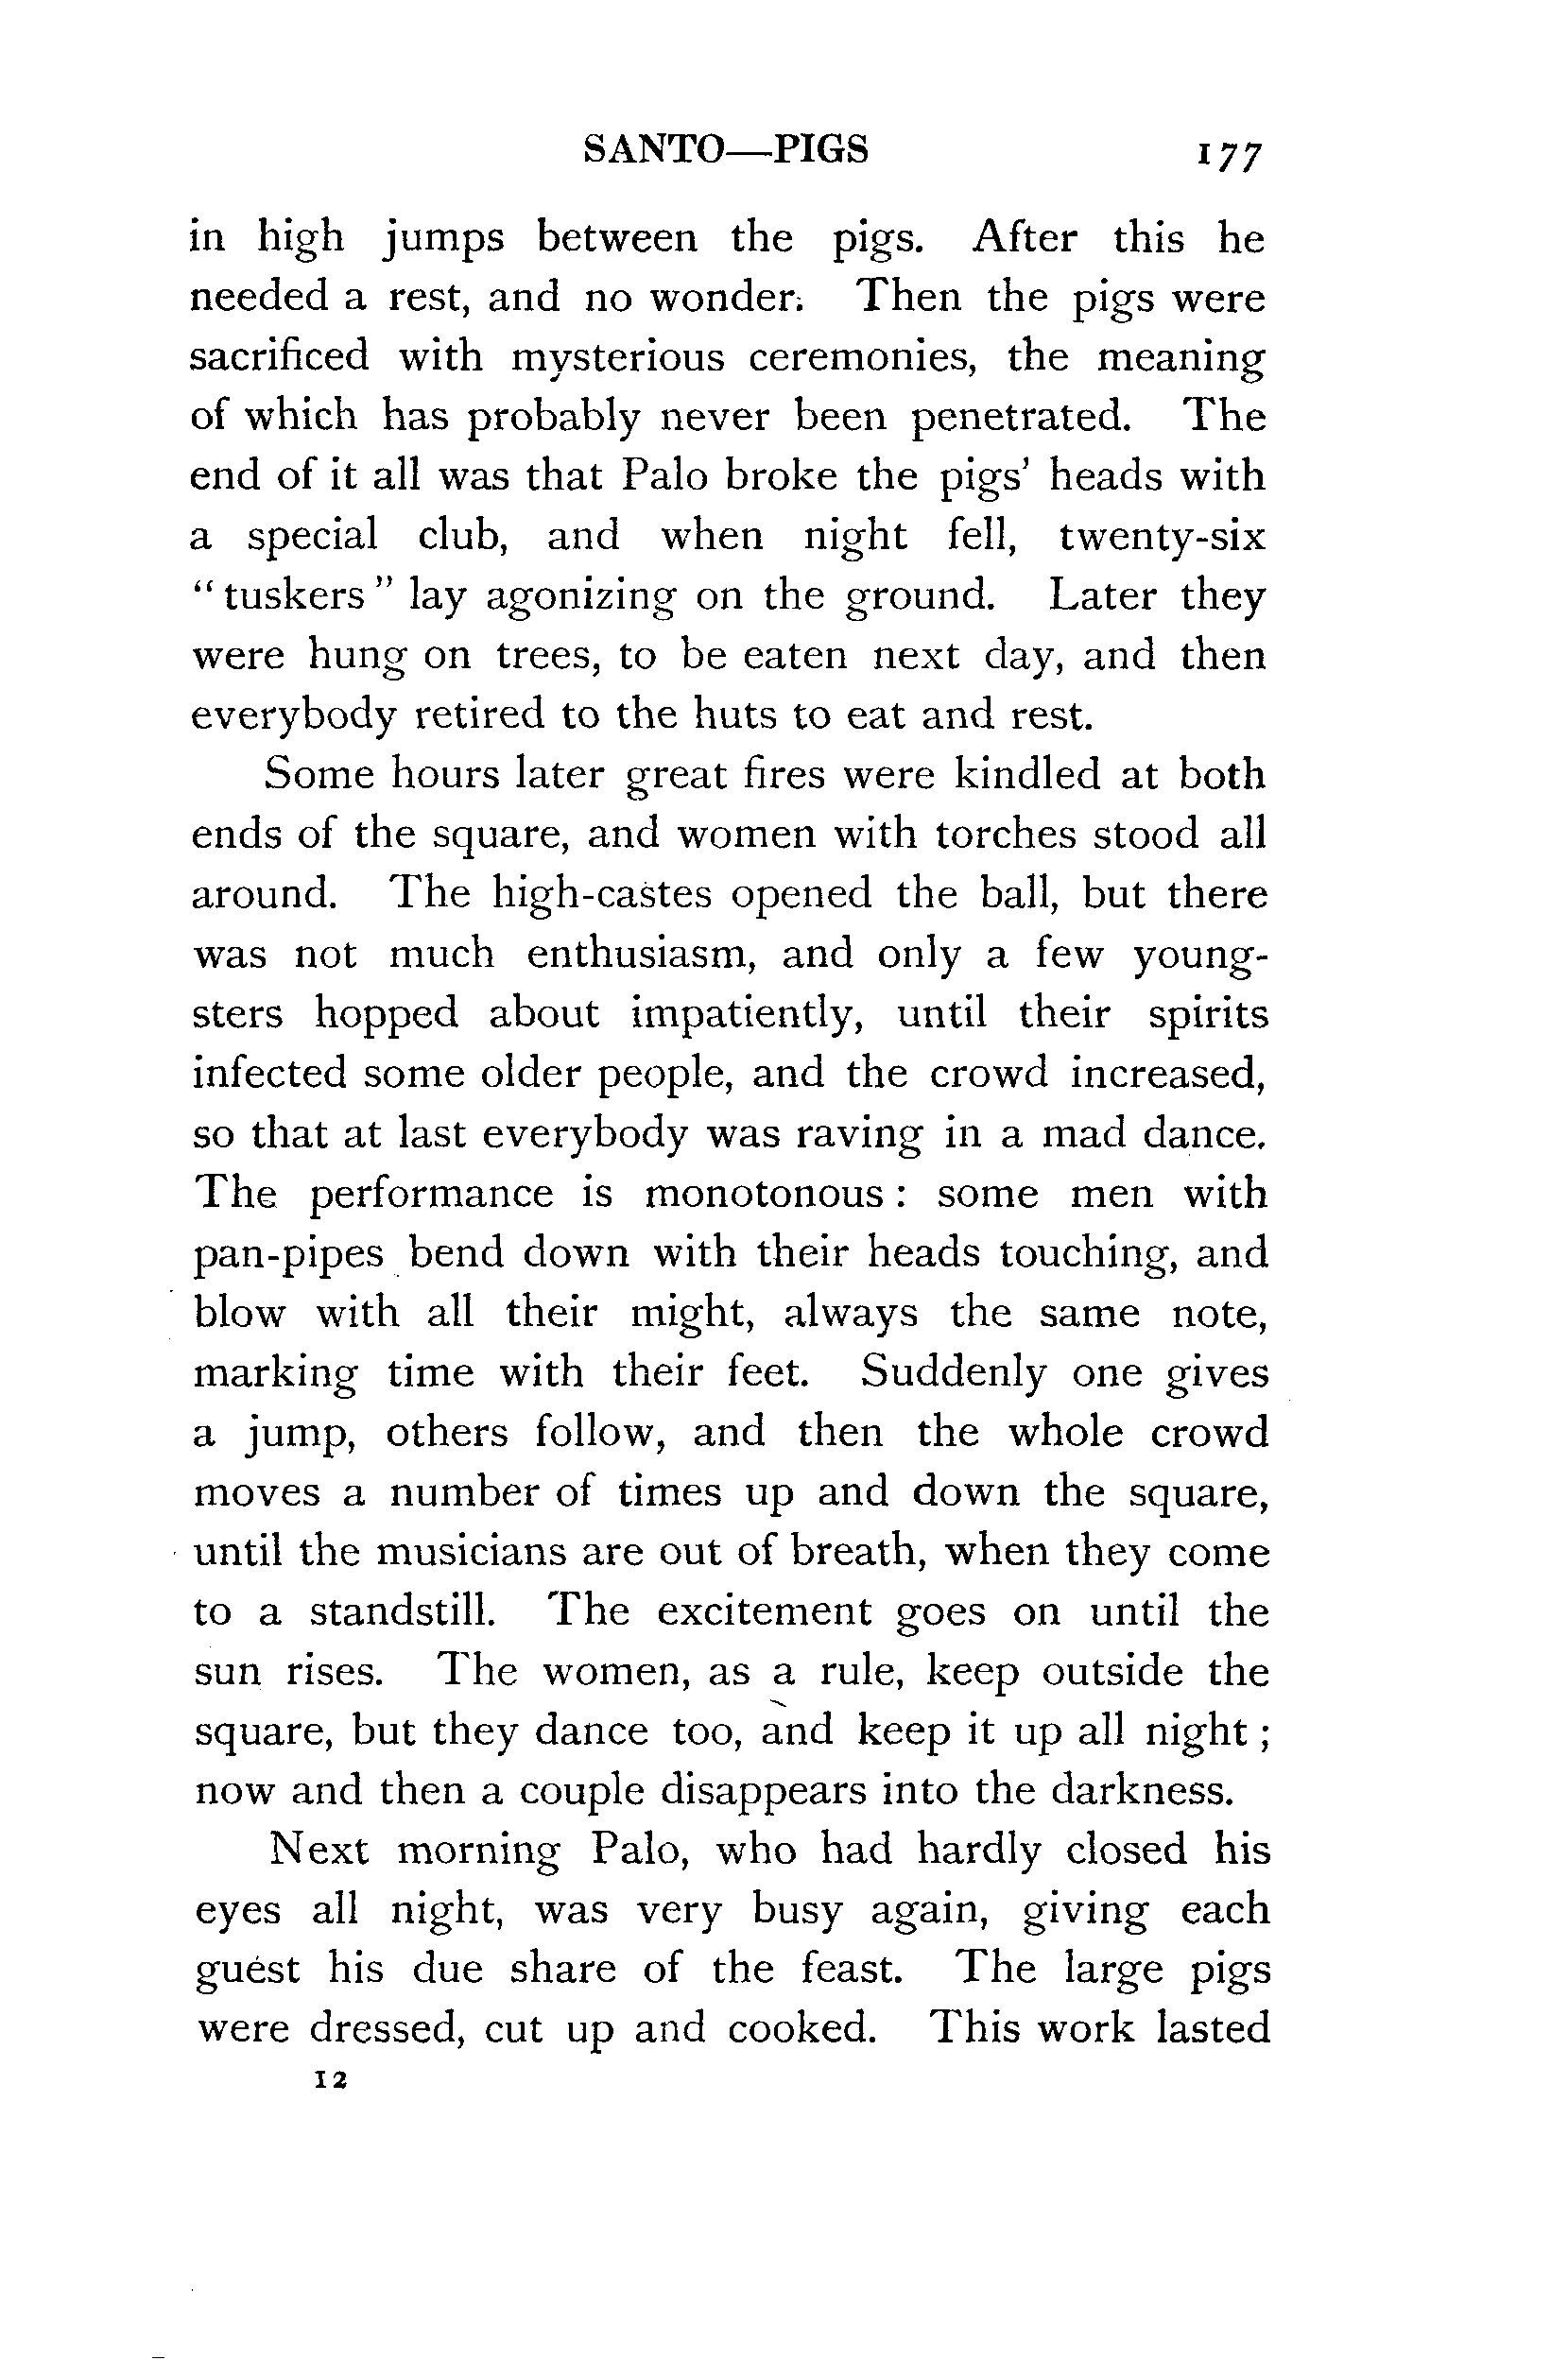 SANTO—PIGS 177
in high jumps between the pigs. After this he
needed a rest, and no wonder. Then the pigs were
sacrificed with mysterious ceremonies, the meaning
of which has probably never been penetrated. The
end of it all was that Palo broke the pigs' heads with
a special club, and when night fell, twenty-six
"tuskers" lay agonizing on the ground. Later they
were hung on trees, to be eaten next day, and then
everybody retired to the huts to eat and rest.
Some hours later great fires were kindled at both
ends of the square, and women with torches stood all
around. The high-castes opened the ball, but there
was not much enthusiasm, and only a few young-
sters hopped about impatiently, until their spirits
infected some older people, and the crowd increased,
so that at last everybody was raving in a mad dance.
The performance is monotonous: some men with
pan-pipes bend down with their heads touching, and
blow with all their might, always the same note,
marking time with their feet. Suddenly one gives
a jump, others follow, and then the whole crowd
moves a number of times up and down the square,
until the musicians are out of breath, when they come
to a standstill. The excitement goes on until the
sun rises. The women, as a rule, keep outside the
square, but they dance too, and keep it up all night;
now and then a couple disappears into the darkness.
Next morning Palo, who had hardly closed his
eyes all night, was very busy again, giving each
guest his due share of the feast. The large pigs
were dressed, cut up and cooked. This work lasted
12